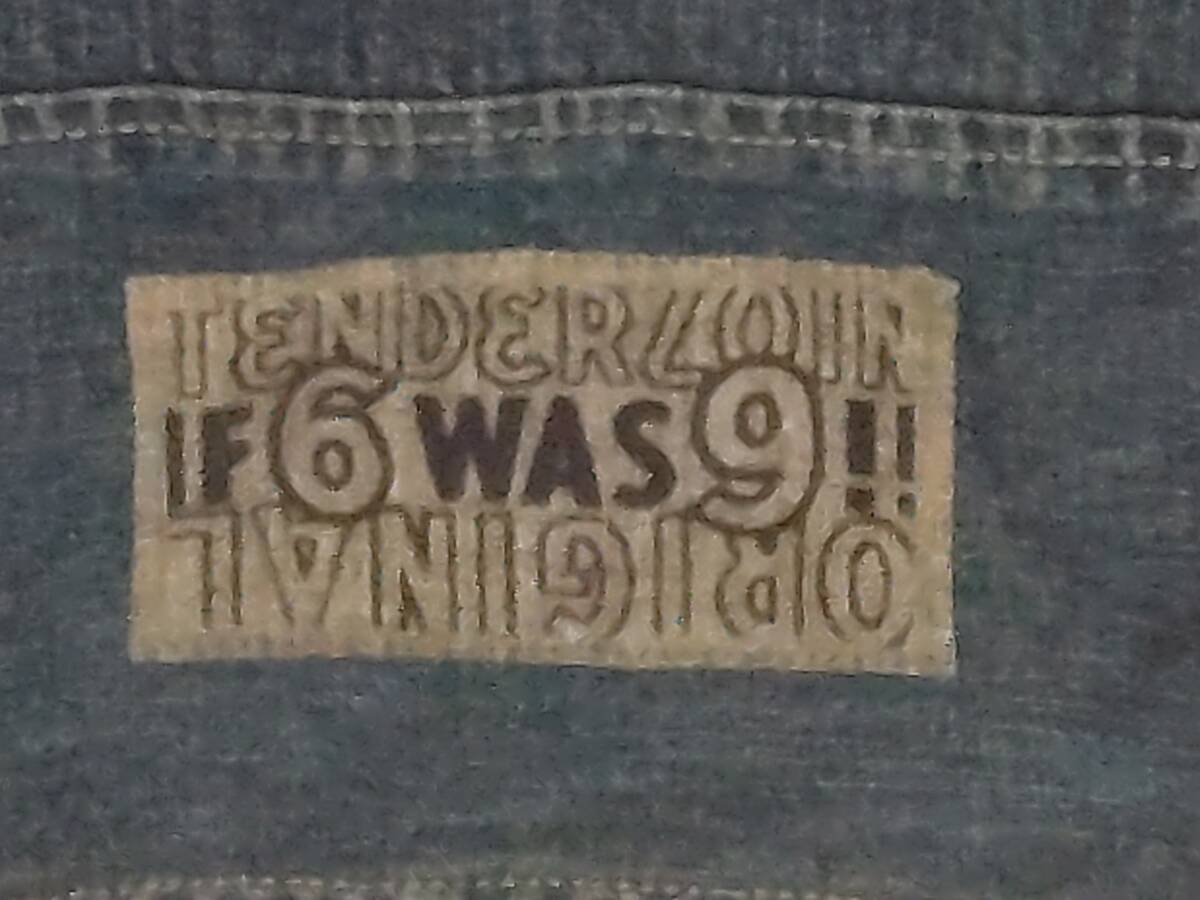 TENDERLOIN
IF 6 WAS 9!!
ORIGINAL